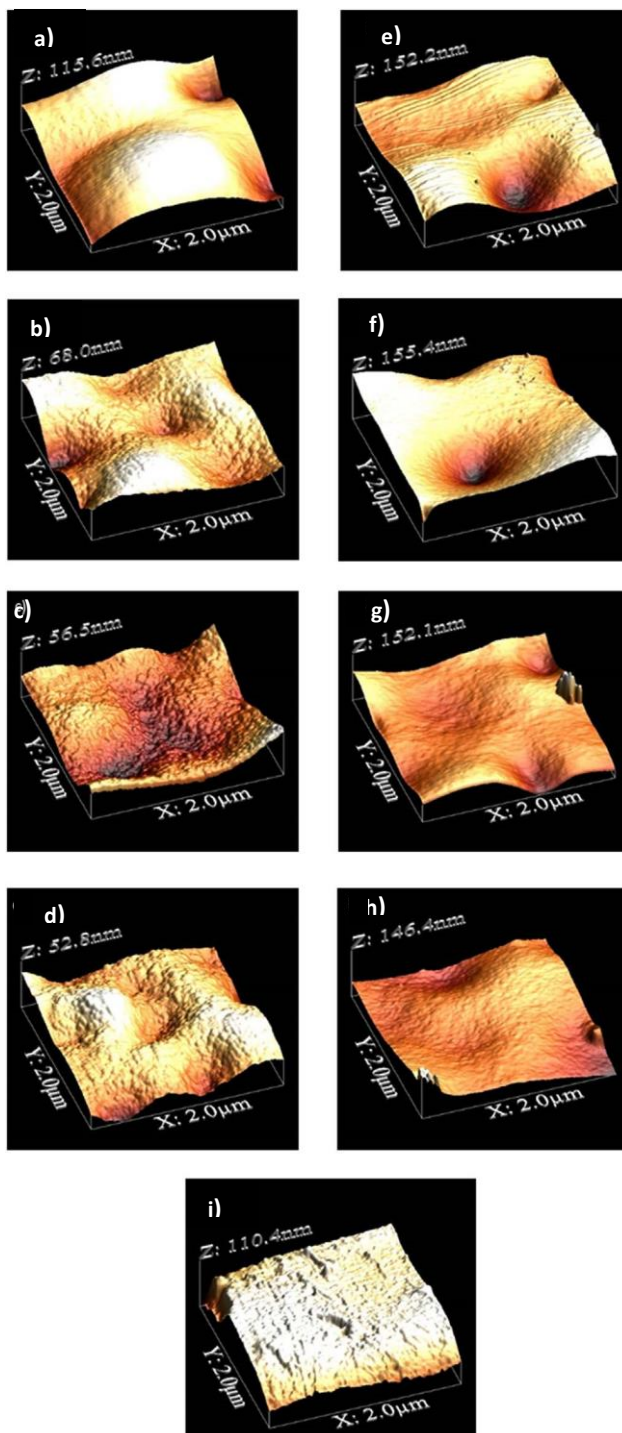 a)
Z: 115.6nm
Y: 2.0µm
X: 2.0µm
e)
Z: 152.2nm
Y: 2.0µm
X: 2.0µm
b)
Z: 68.0nm
Y: 2.0µm
X: 2.0µm
f)
Z: 155.4nm
Y: 2.0µm
X: 2.0µm
c)
Z: 56.5nm
Y: 2.0µm
X: 2.0µm
g)
Z: 152.1nm
Y: 2.0µm
X: 2.0µm
d)
Z: 52.8nm
Y: 2.0µm
X: 2.0µm
h)
Z: 146.4nm
Y: 2.0µm
X: 2.0µm
i)
Z: 110.4nm
Y: 2.0µm
X: 2.0µm